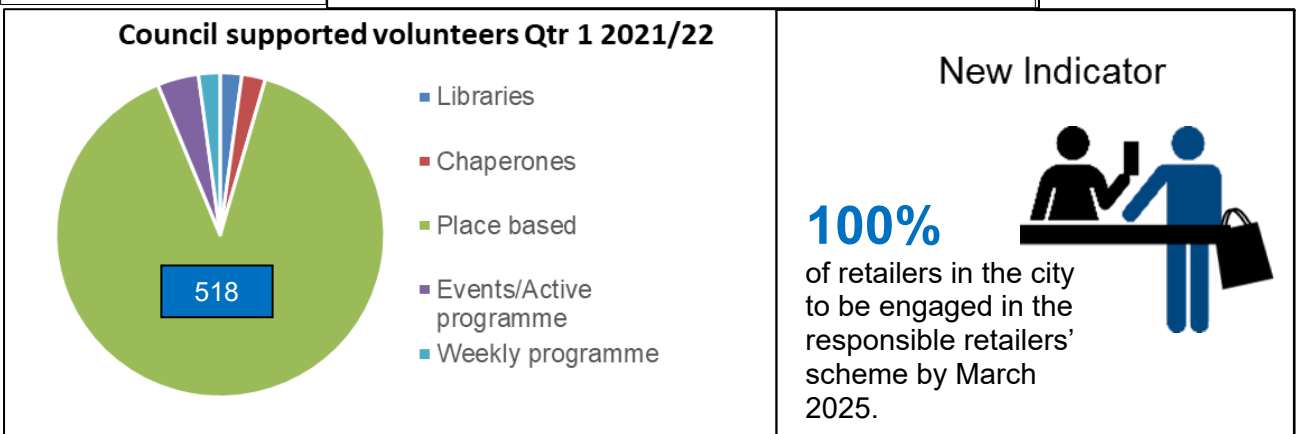 Council supported volunteers Qtr 1 2021/22
Libraries
Chaperones
Place based
Events/Active
programme
Weekly programme
518
New Indicator
100%
of retailers in the city
to be engaged in the
responsible retailers’
scheme by March
2025.